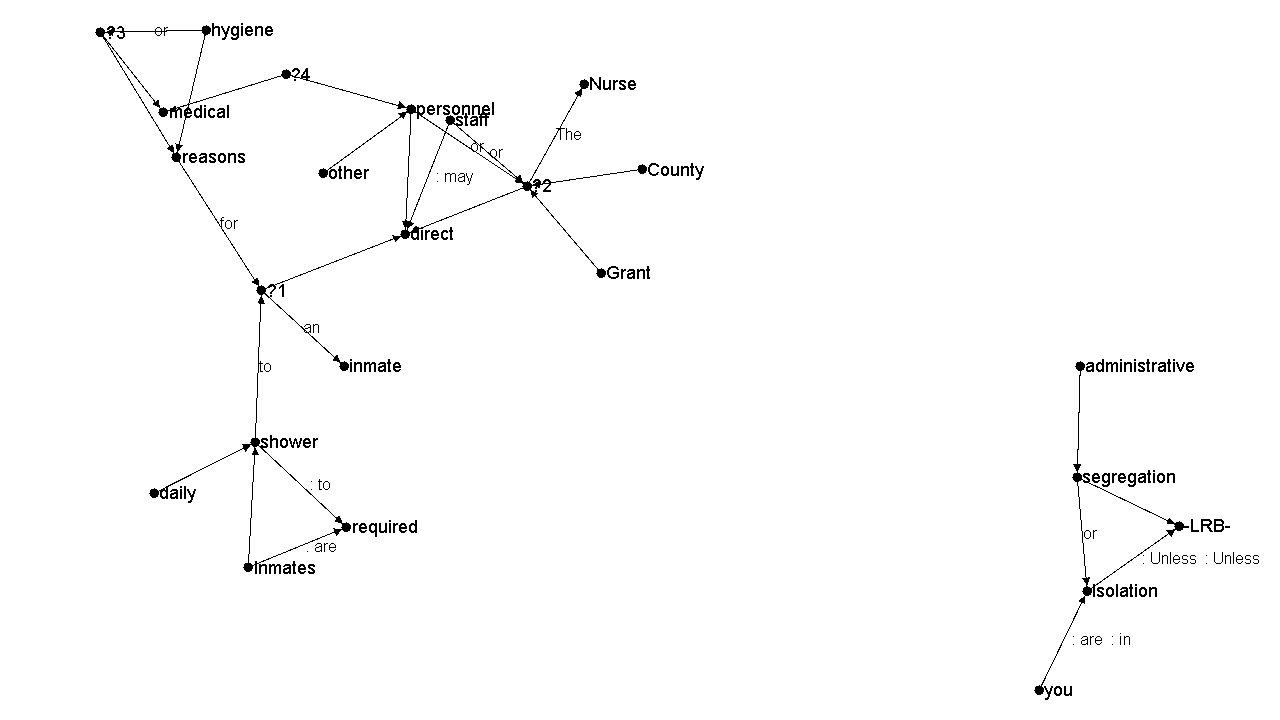 ?3
or
hygiene
?4
Nurse
medical
personnel
staff
The
or
or
reasons
other
: may
County
?2
for
direct
Grant
?1
an
inmate
to
administrative
shower
: to
segregation
daily
required
-LRB-
or
: are
: Unless : Unless
Inmates
Isolation
: are : in
you